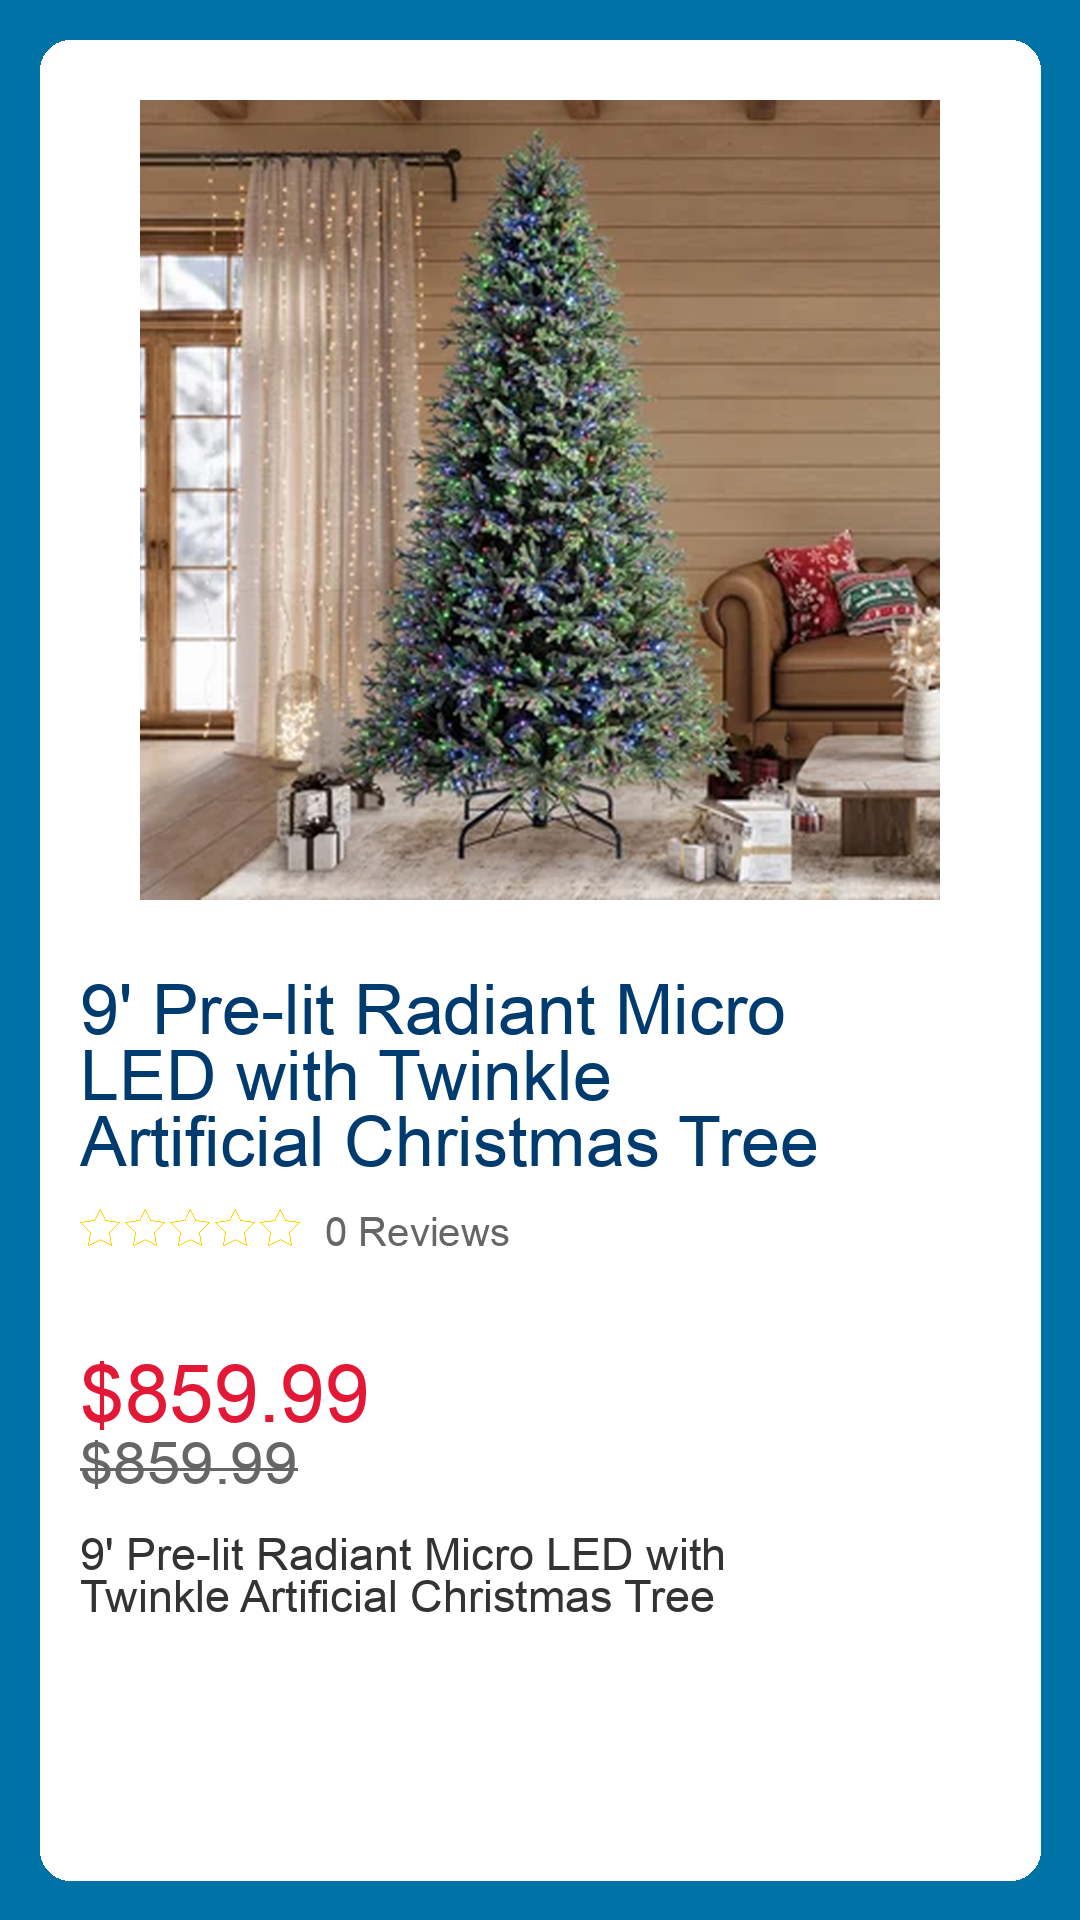 9' Pre-lit Radiant Micro
LED with Twinkle
Artificial Christmas Tree
0 Reviews
$859.99
$859.99
9' Pre-lit Radiant Micro LED with
Twinkle Artificial Christmas Tree